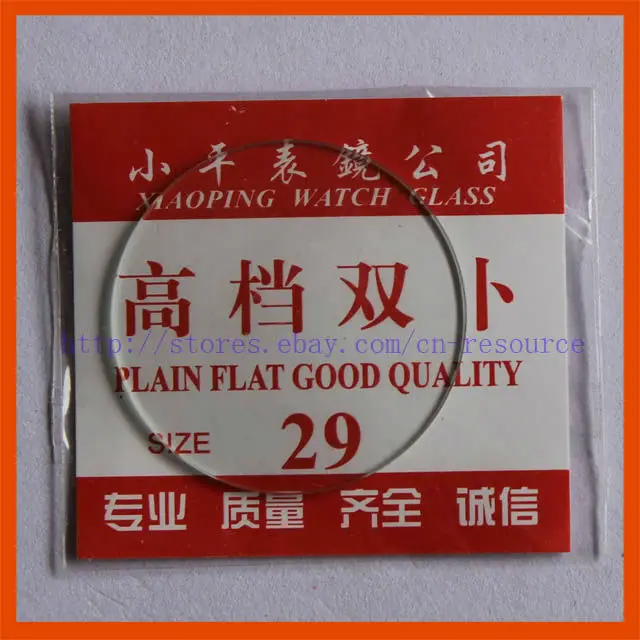 小平表鏡公司
XIAOPING WATCH GLASS
高档双卜
http://stores.ebay.com/cn-resource
PLAIN FLAT GOOD QUALITY
SIZE 29
专业 质量 齐全 诚信